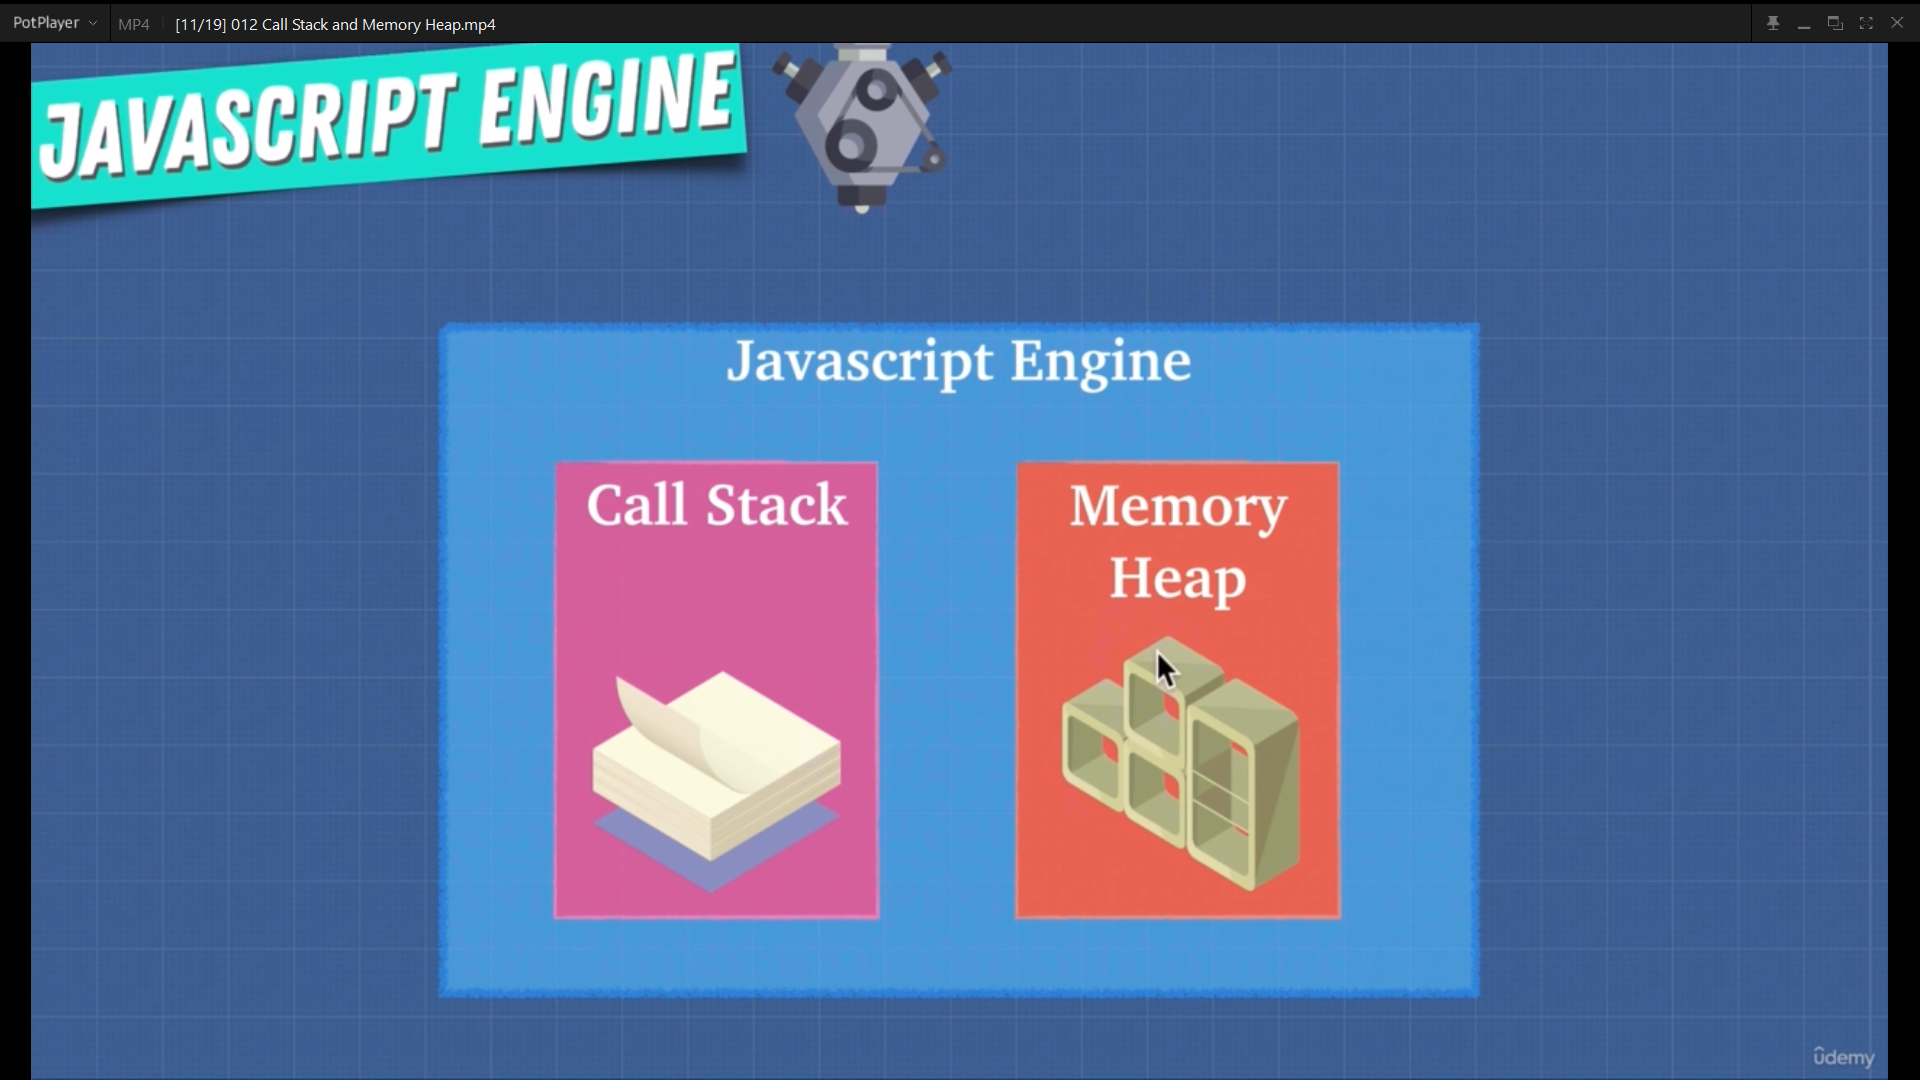 PotPlayer
MP4
[11/19] 012 Call Stack and Memory Heap.mp4
JAVASCRIPT ENGINE
Javascript Engine
Call Stack
Memory
Heap
ûdemy